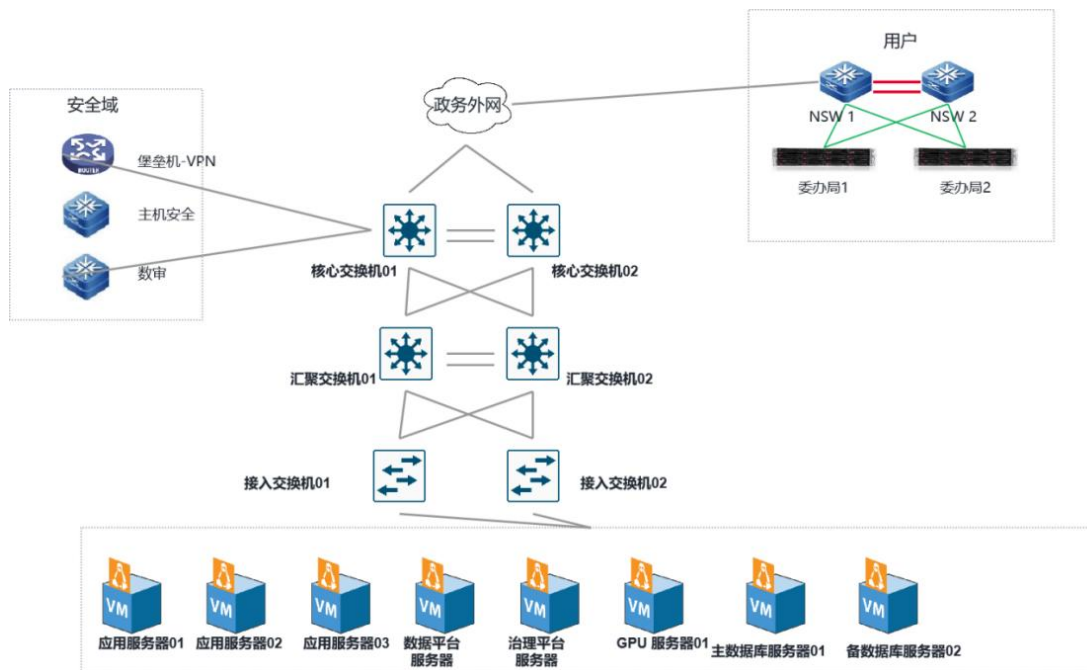 用户
安全域
政务外网
NSW 1
NSW 2
堡垒机-VPN
ROUTER
委办局1
委办局2
主机安全
核心交换机01
核心交换机02
数审
汇聚交换机01
汇聚交换机02
接入交换机01
接入交换机02
VM
VM
VM
VM
VM
VM
VM
VM
应用服务器01
应用服务器02
应用服务器03
数据平台
服务器
治理平台
服务器
GPU 服务器01
主数据库服务器01
备数据库服务器02